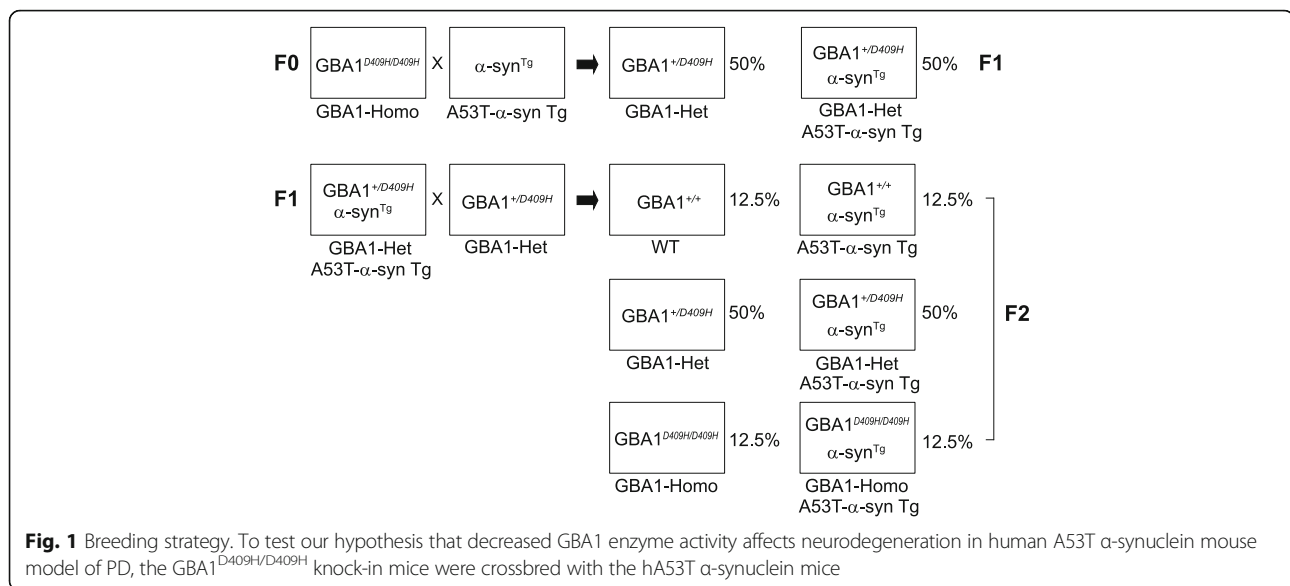 F0 GBA1D409H/D409H X α-synTg GBA1+/D409H 50% GBA1+/D409H α-synTg 50% F1
GBA1-Homo A53T-α-syn Tg GBA1-Het GBA1-Het
A53T-α-syn Tg
F1 GBA1+/D409H α-synTg X GBA1+/D409H GBA1+/+ 12.5% GBA1+/+ α-synTg 12.5%
GBA1-Het GBA1-Het WT A53T-α-syn Tg
A53T-α-syn Tg
GBA1+/D409H 50% GBA1+/D409H α-synTg 50% F2
GBA1-Het GBA1-Het
A53T-α-syn Tg
GBA1D409H/D409H 12.5% GBA1D409H/D409H α-synTg 12.5%
GBA1-Homo GBA1-Homo
A53T-α-syn Tg
Fig. 1 Breeding strategy. To test our hypothesis that decreased GBA1 enzyme activity affects neurodegeneration in human A53T α-synuclein mouse
model of PD, the GBA1D409H/D409H knock-in mice were crossbred with the hA53T α-synuclein mice